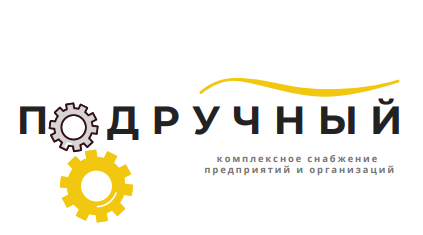 ПОДРУЧНЫЙ
комплексное снабжение
предприятий и организаций